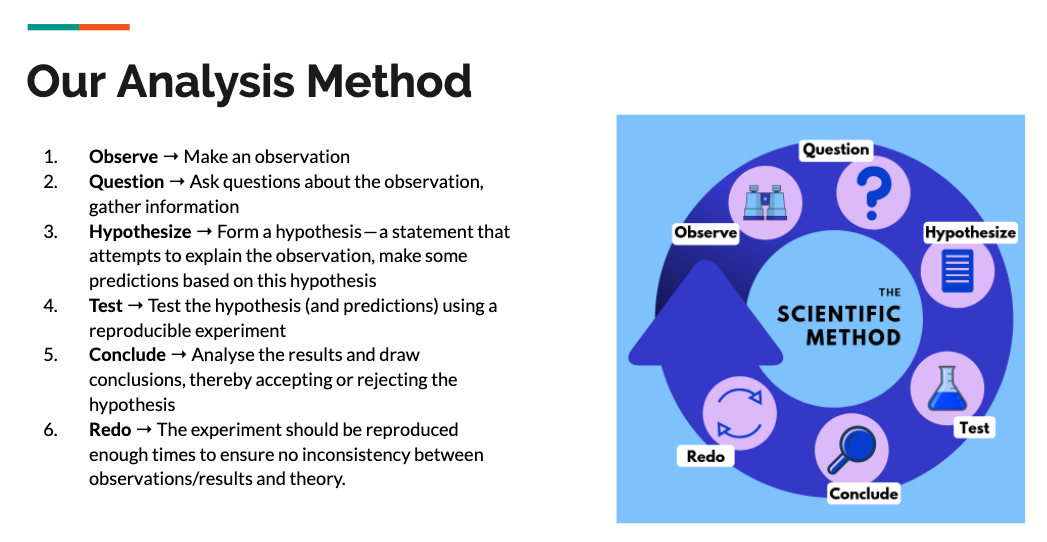 Our Analysis Method
1. Observe → Make an observation
2. Question → Ask questions about the observation,
gather information
3. Hypothesize → Form a hypothesis—a statement that
attempts to explain the observation, make some
predictions based on this hypothesis
4. Test → Test the hypothesis (and predictions) using a
reproducible experiment
5. Conclude → Analyse the results and draw
conclusions, thereby accepting or rejecting the
hypothesis
6. Redo → The experiment should be reproduced
enough times to ensure no inconsistency between
observations/results and theory.
Question
Observe
Hypothesize
THE
SCIENTIFIC
METHOD
Test
Redo
Conclude
?